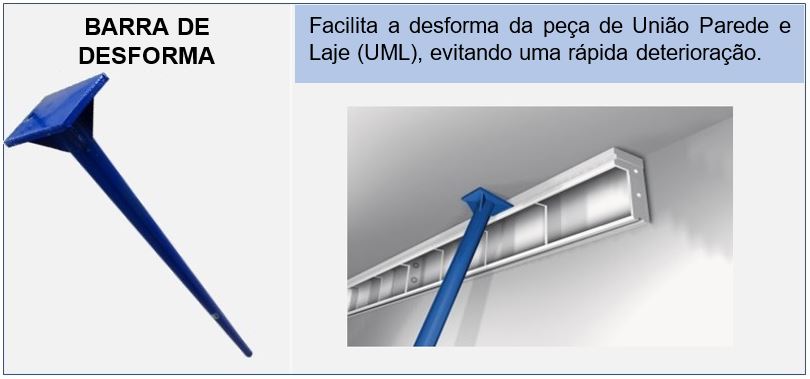 BARRA DE
DESFORMA
Facilita a desforma da peça de União Parede e
Laje (UML), evitando uma rápida deterioração.